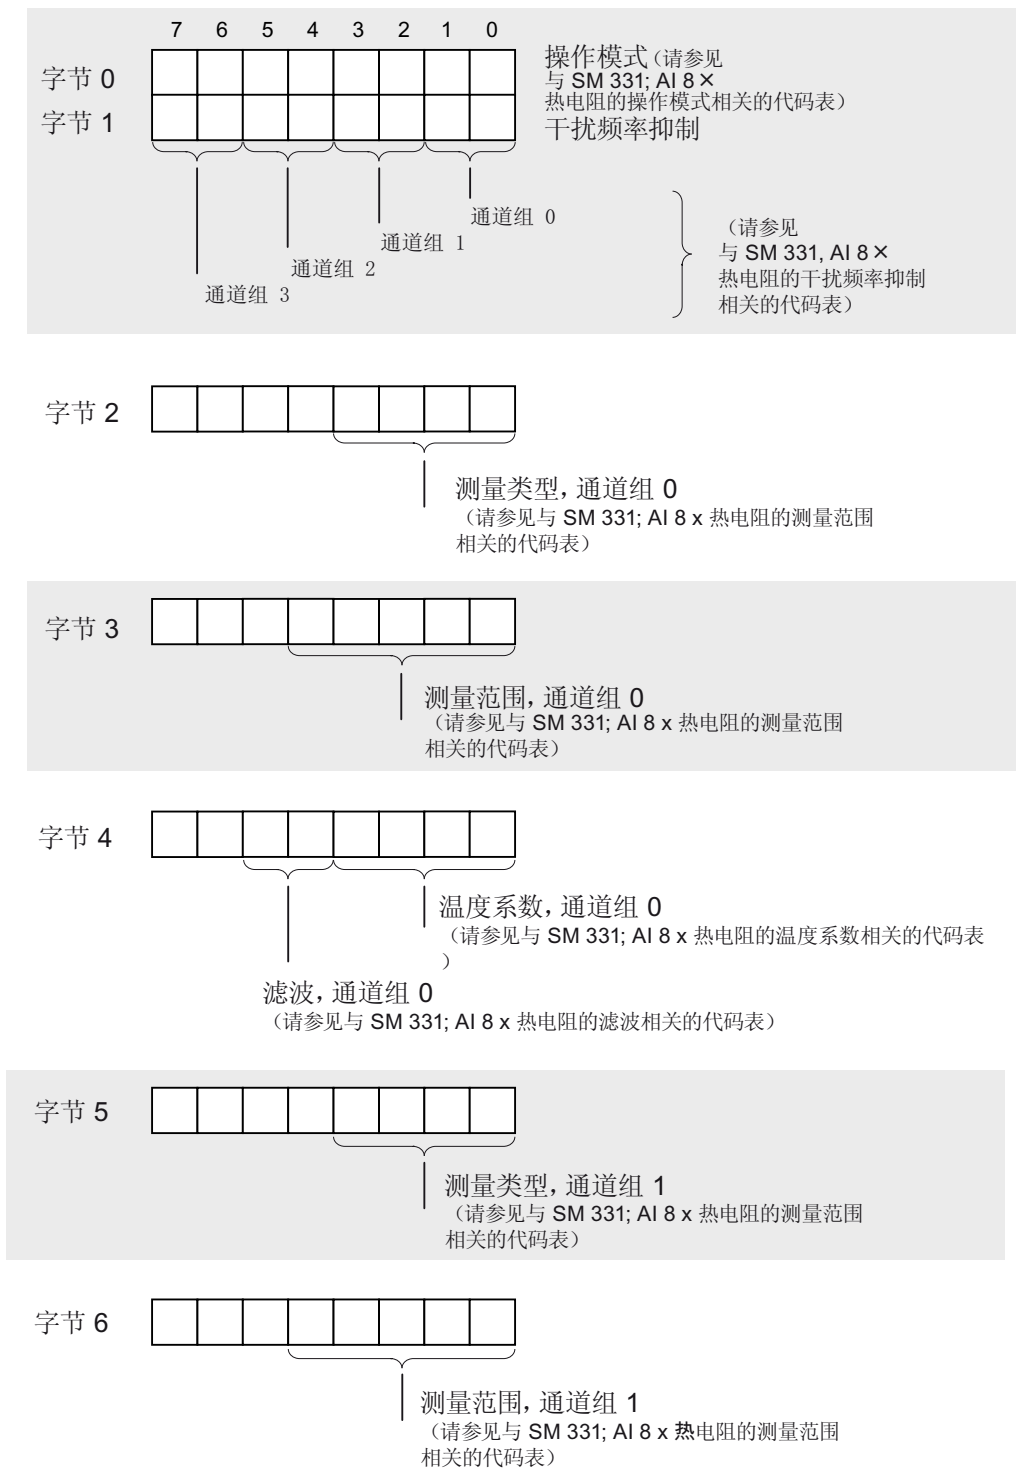 7 6 5 4 3 2 1 0
字节 0
操作模式(请参见
与 SM 331; AI 8×
热电阻的操作模式相关的代码表)
字节 1
干扰频率抑制
通道组 0
通道组 1
通道组 2
通道组 3
(请参见
与 SM 331, AI 8×
热电阻的干扰频率抑制
相关的代码表)
字节 2
测量类型,通道组 0
(请参见与 SM 331; AI 8 x 热电阻的测量范围
相关的代码表)
字节 3
测量范围,通道组 0
(请参见与 SM 331; AI 8 x 热电阻的测量范围
相关的代码表)
字节 4
温度系数,通道组 0
(请参见与 SM 331; AI 8 x 热电阻的温度系数相关的代码表
)
滤波,通道组 0
(请参见与 SM 331; AI 8 x 热电阻的滤波相关的代码表)
字节 5
测量类型,通道组 1
(请参见与 SM 331; AI 8 x 热电阻的测量范围
相关的代码表)
字节 6
测量范围,通道组 1
(请参见与 SM 331; AI 8 x 热电阻的测量范围
相关的代码表)